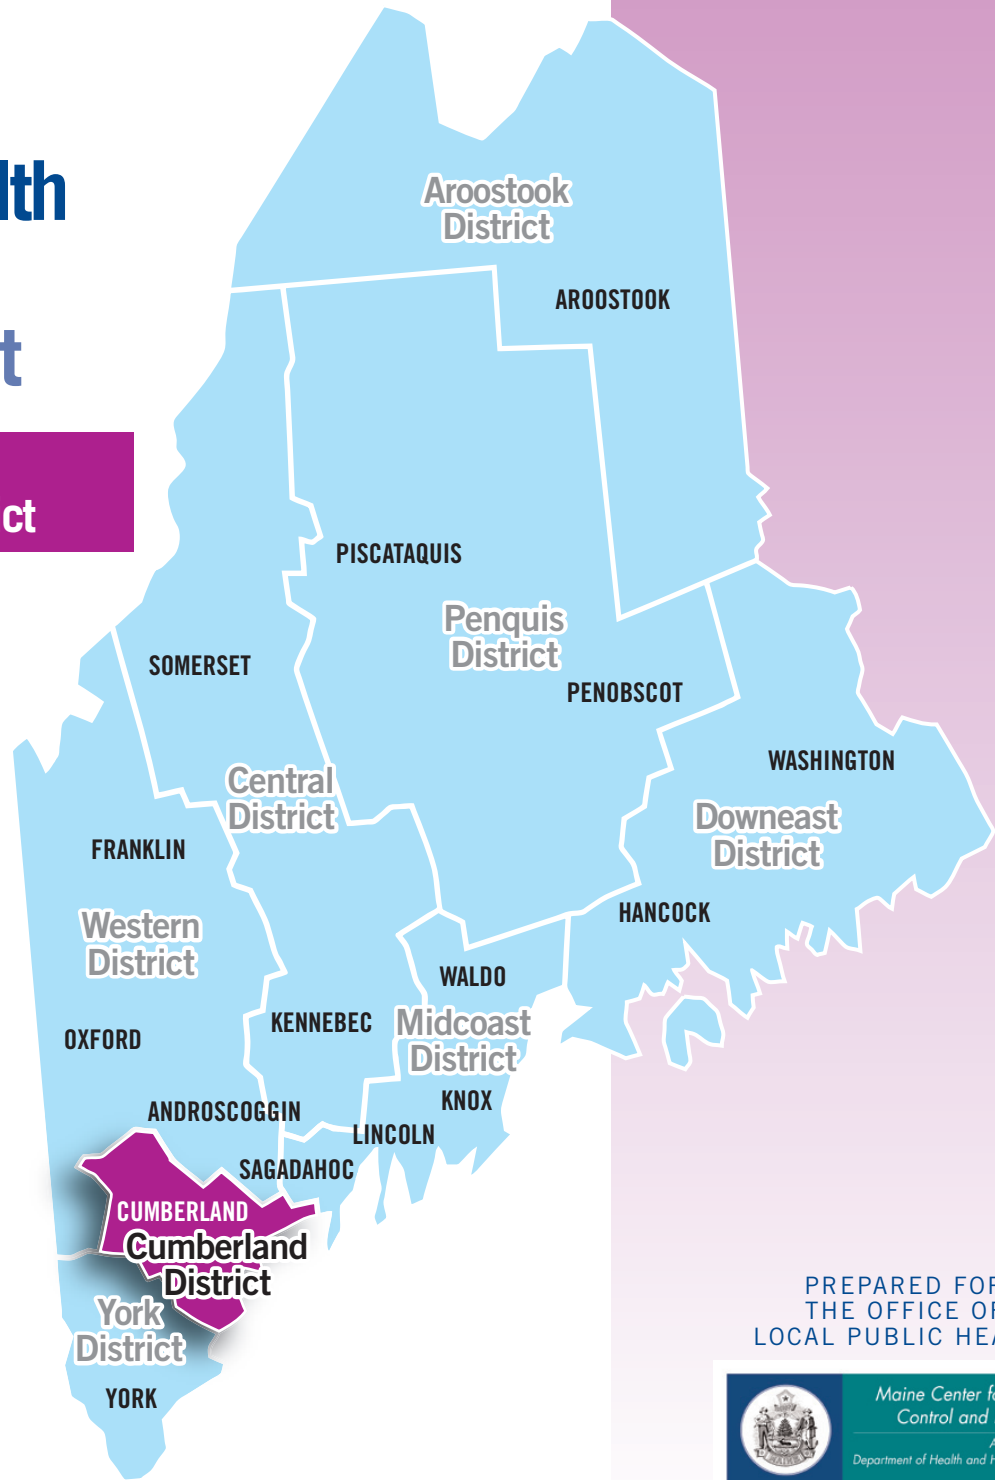 lth
t
ct
Aroostook
District
AROOSTOOK
PISCATAQUIS
Penquis
District
SOMERSET
PENOBSCOT
WASHINGTON
Central
District
Downeast
District
FRANKLIN
HANCOCK
Western
District
WALDO
KENNEBEC
Midcoast
District
OXFORD
KNOX
ANDROSCOGGIN
LINCOLN
SAGADAHOC
CUMBERLAND
Cumberland
District
York
District
YORK
PREPARED FOR
THE OFFICE OF
LOCAL PUBLIC HEA
Maine Center fo
Control and
Department of Health and H